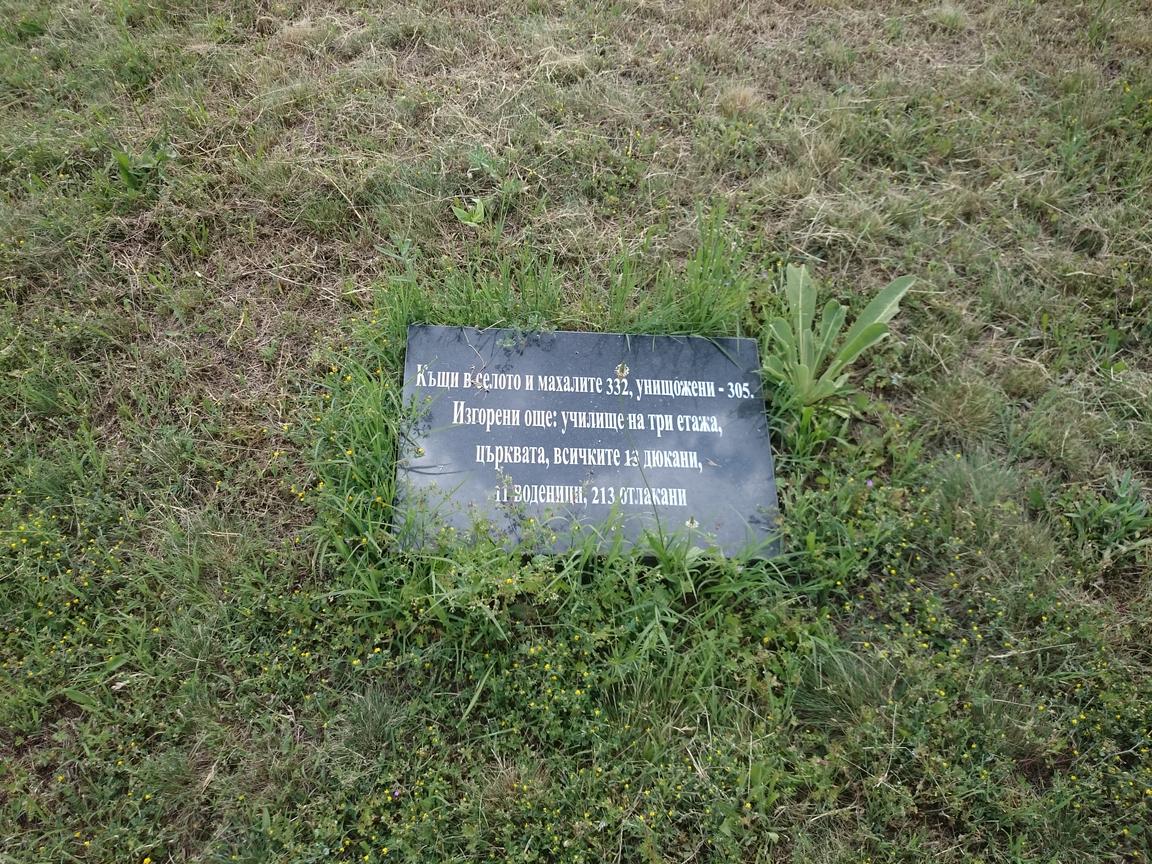 Къщи в селото и махалите 332, унищожени - 305.
Изгорени още: училище на три етажа,
църквата, всичките 13 дюкани,
11 воденица, 213 отлакани